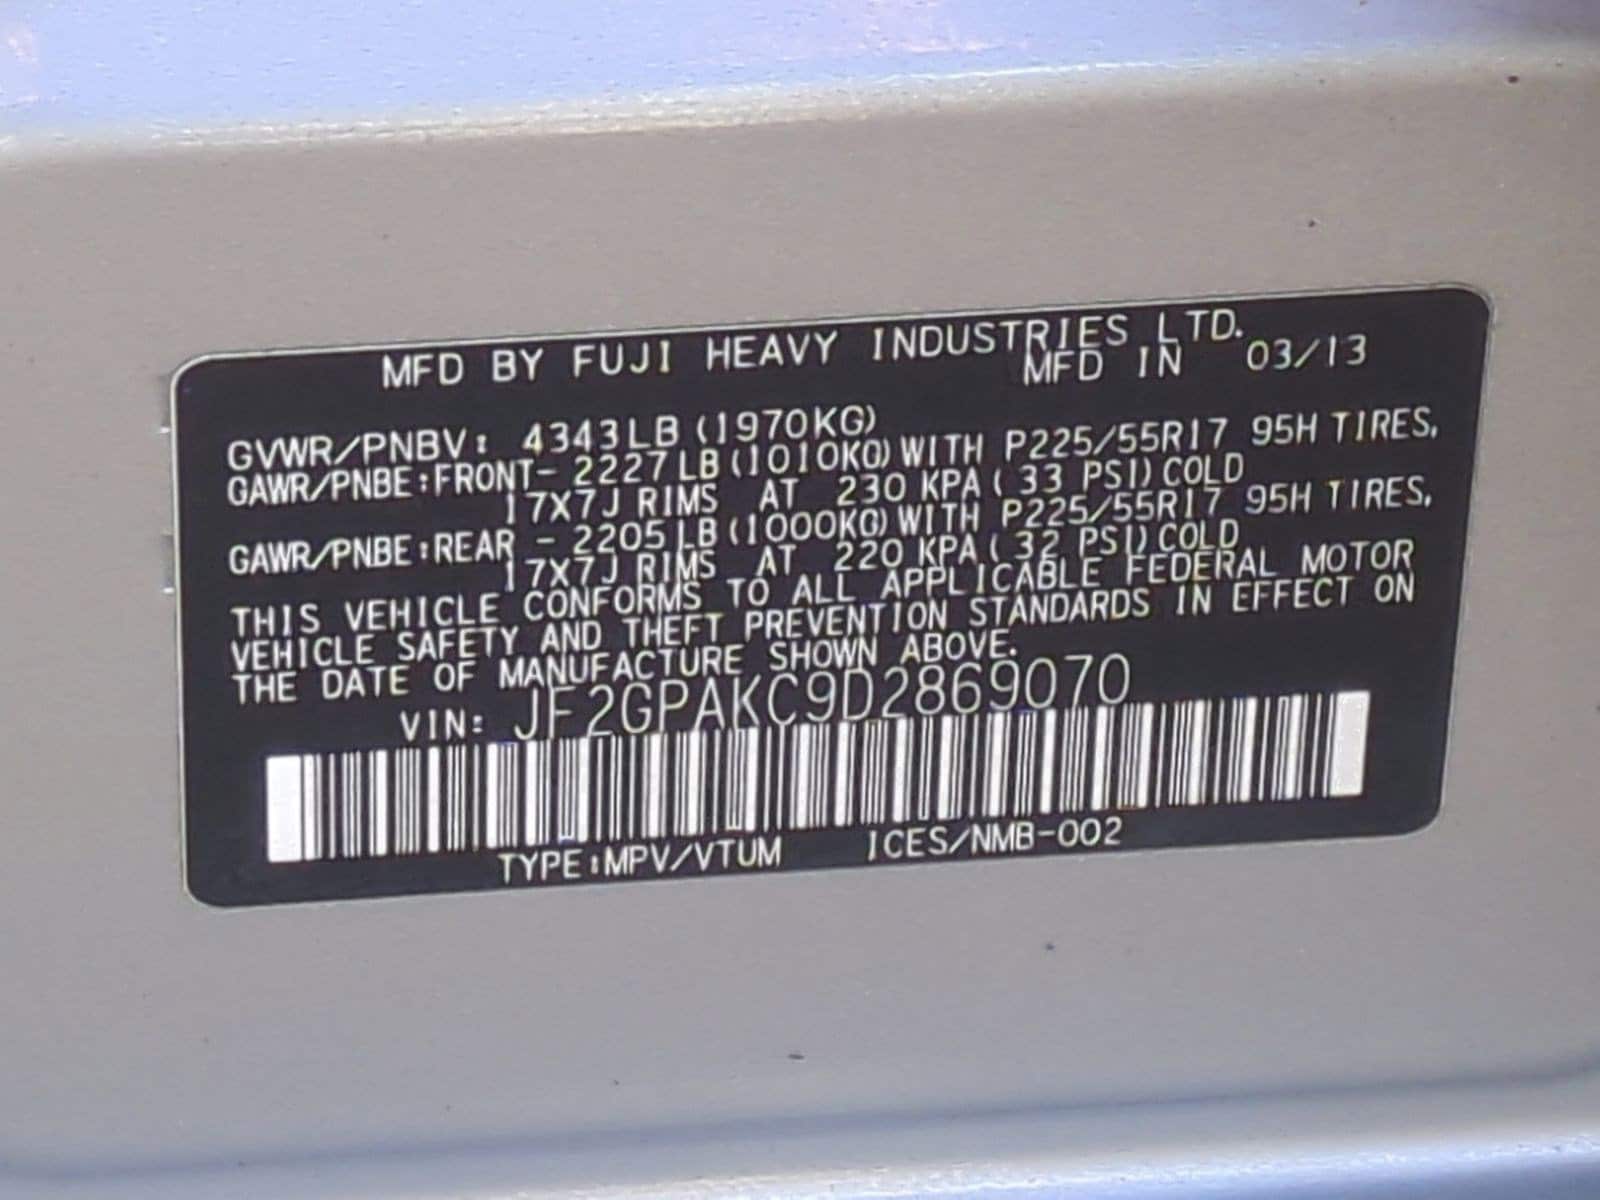 MFD BY FUJI HEAVY INDUSTRIES LTD.
MFD IN 03/13
GVWR/PNBV: 4343LB (1970KG)
GAWR/PNBE:FRONT- 2227LB (1010KG) WITH P225/55R17 95H TIRES,
17X7J RIMS AT 230 KPA ( 33 PSI) COLD
GAWR/PNBE:REAR - 2205LB (1000KG) WITH P225/55R17 95H TIRES,
17X7J RIMS AT 220 KPA ( 32 PSI) COLD
THIS VEHICLE CONFORMS TO ALL APPLICABLE FEDERAL MOTOR
VEHICLE SAFETY AND THEFT PREVENTION STANDARDS IN EFFECT ON
THE DATE OF MANUFACTURE SHOWN ABOVE.
VIN: JF2GPAKC9D2869070
TYPE:MPV/VTUM ICES/NMB-002